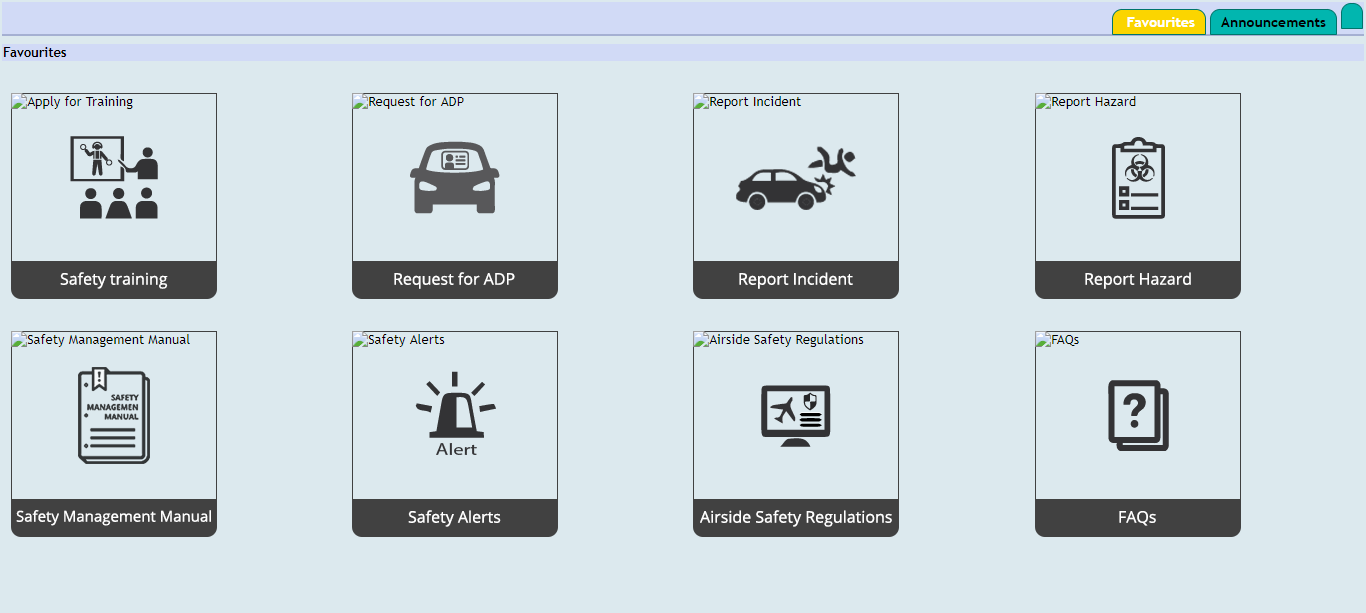 Favourites
Announcements
Favourites
Apply for Training
Request for ADP
Report Incident
Report Hazard
Safety training
Request for ADP
Report Incident
Report Hazard
Safety Management Manual
Safety Alerts
Airside Safety Regulations
FAQs
SAFETY
MANAGEMEN
MANUAL
Alert
?
Safety Management Manual
Safety Alerts
Airside Safety Regulations
FAQs